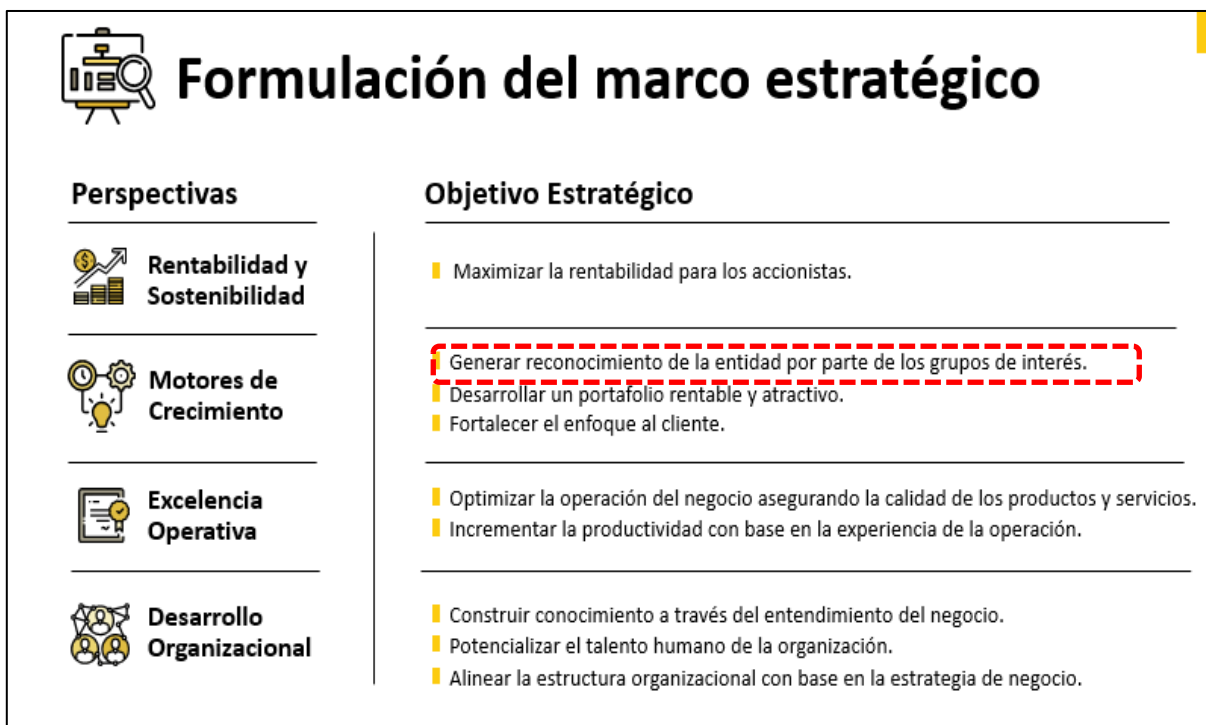 Formulación del marco estratégico
Perspectivas
Objetivo Estratégico
Rentabilidad y
Sostenibilidad
Maximizar la rentabilidad para los accionistas.
Motores de
Crecimiento
Generar reconocimiento de la entidad por parte de los grupos de interés.
Desarrollar un portafolio rentable y atractivo.
Fortalecer el enfoque al cliente.
Excelencia
Operativa
Optimizar la operación del negocio asegurando la calidad de los productos y servicios.
Incrementar la productividad con base en la experiencia de la operación.
Desarrollo
Organizacional
Construir conocimiento a través del entendimiento del negocio.
Potencializar el talento humano de la organización.
Alinear la estructura organizacional con base en la estrategia de negocio.